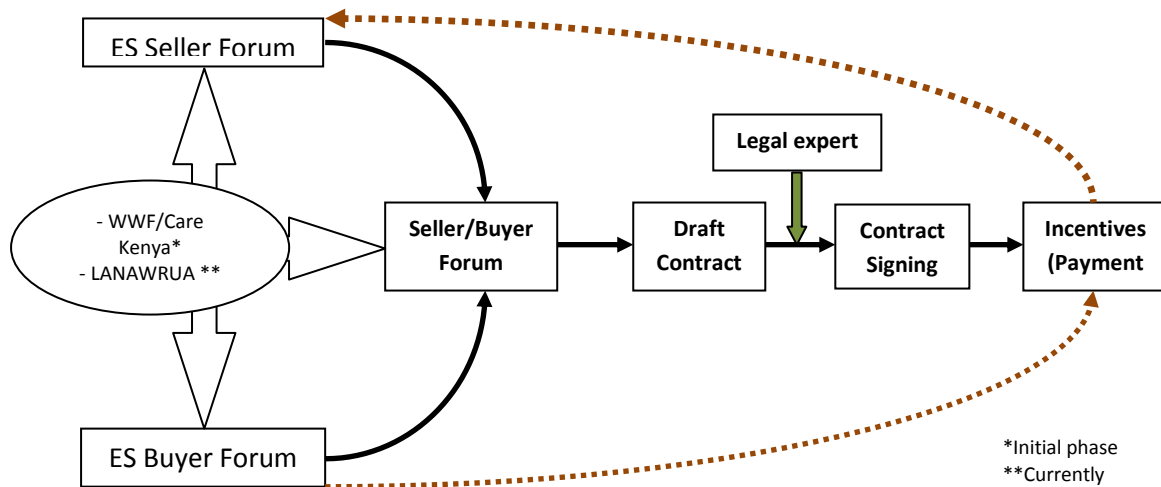 ES Seller Forum
Legal expert
- WWF/Care
Kenya*
- LANAWRUA **
Seller/Buyer
Forum
Draft
Contract
Contract
Signing
Incentives
(Payment
ES Buyer Forum
*Initial phase
**Currently